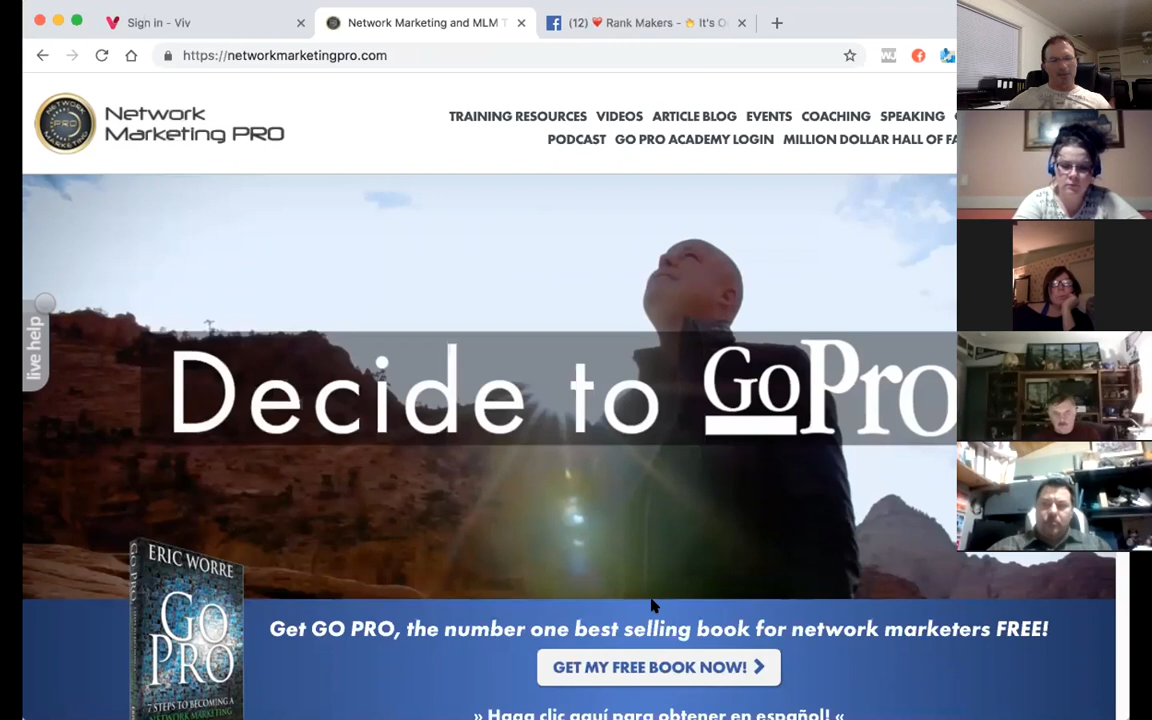 Sign in - Viv
Network Marketing and MLM T
(12) ❤️ Rank Makers - 🔥 It's O
https://networkmarketingpro.com
Network
Marketing PRO
TRAINING RESOURCES VIDEOS ARTICLE BLOG EVENTS COACHING SPEAKING
PODCAST GO PRO ACADEMY LOGIN MILLION DOLLAR HALL OF FA
live help
Decide to GoPro
ERIC WORRE
GO
PRO
7 STEPS TO BECOMING A
NETWORK MARKETING
GO PRO
Get GO PRO, the number one best selling book for network marketers FREE!
GET MY FREE BOOK NOW!
» Haga clic aquí para obtener en español! «